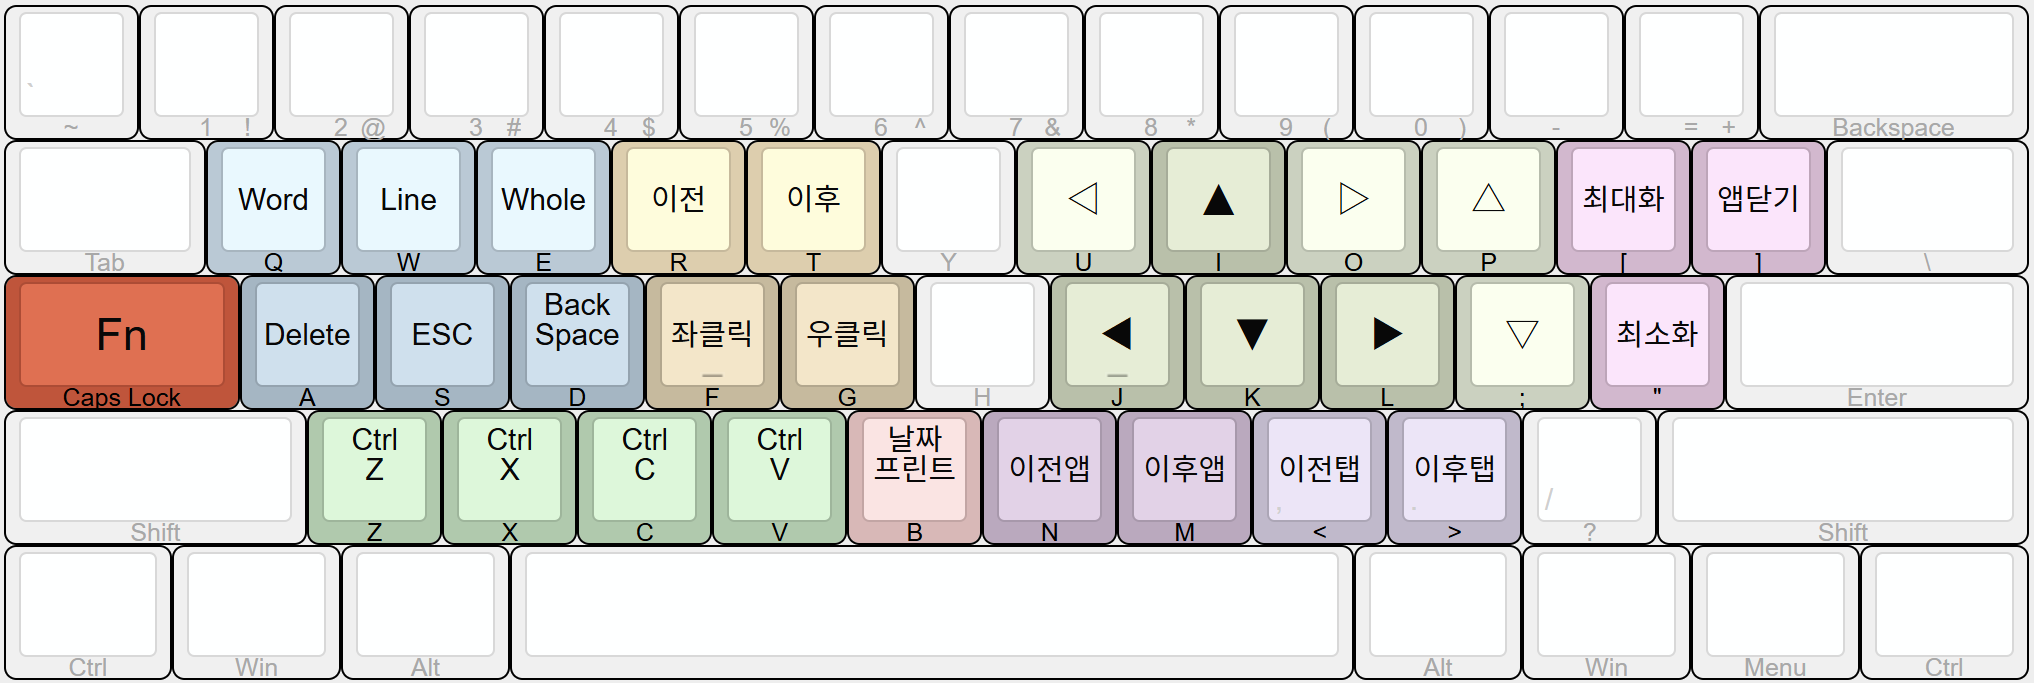 `
~ 1 ! 2 @ 3 # 4 $ 5 % 6 ^ 7 & 8 * 9 ( 0 ) - = + Backspace
Word Line Whole 이전 이후 ◁ ▲ ▷ △ 최대화 앱닫기
Tab Q W E R T Y U I O P [ ] \
Fn Delete ESC Back Space 좌클릭 우클릭 ◀ ▼ ▶ ▽ 최소화
_ _
Caps Lock A S D F G H J K L ; " Enter
Ctrl Ctrl Ctrl Ctrl 날짜
Z X C V 프린트 이전앱 이후앱 이전탭 이후탭
, . /
Shift Z X C V B N M < > ? Shift
Ctrl Win Alt Alt Win Menu Ctrl